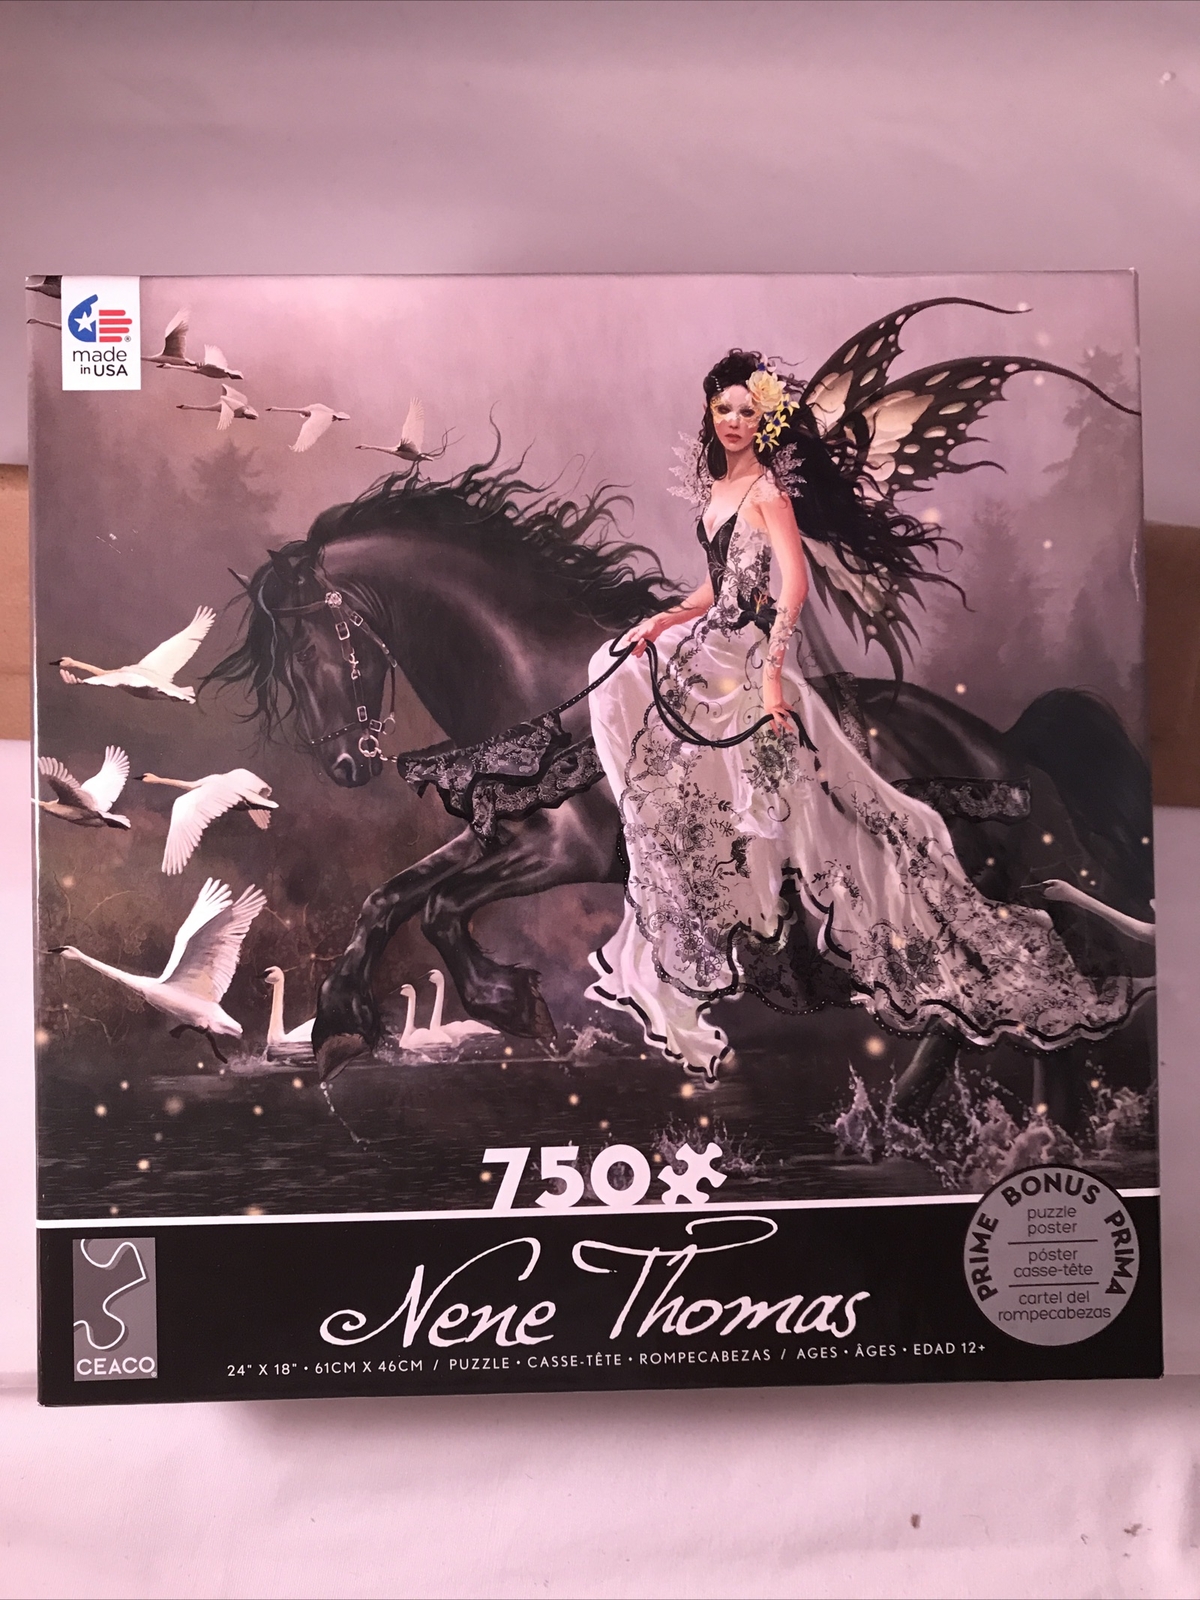 made
in USA
750
Nene Thomas
24" X 18" • 61CM X 46CM / PUZZLE • CASSE-TÊTE • ROMPECABEZAS / AGES • ÂGES • EDAD 12+
CEACO
PRIME BONUS PRIMA
puzzle
poster
póster
casse-tête
cartel del
rompecabezas